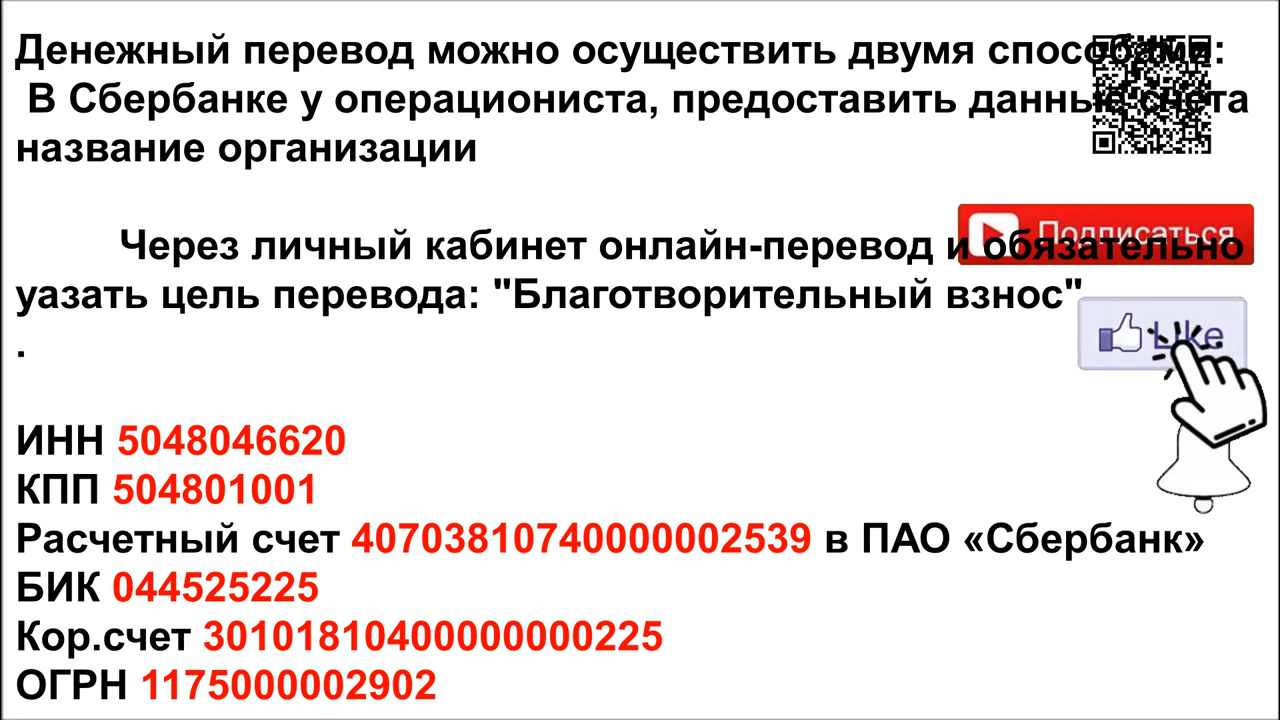 Денежный перевод можно осуществить двумя способами:
В Сбербанке у операциониста, предоставить данные счета
название организации
Через личный кабинет онлайн-перевод и обязательно
уазать цель перевода: "Благотворительный взнос"
.
Подписаться
Like
ИНН 5048046620
КПП 504801001
Расчетный счет 40703810740000002539 в ПАО «Сбербанк»
БИК 044525225
Кор.счет 30101810400000000225
ОГРН 1175000002902